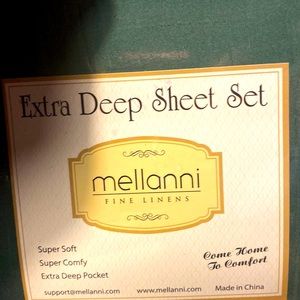 Extra Deep Sheet Set
mellanni
FINE LINENS
Super Soft
Super Comfy
Extra Deep Pocket
Come Home
To Comfort
support@mellanni.com
www.mellanni.com
Made in China